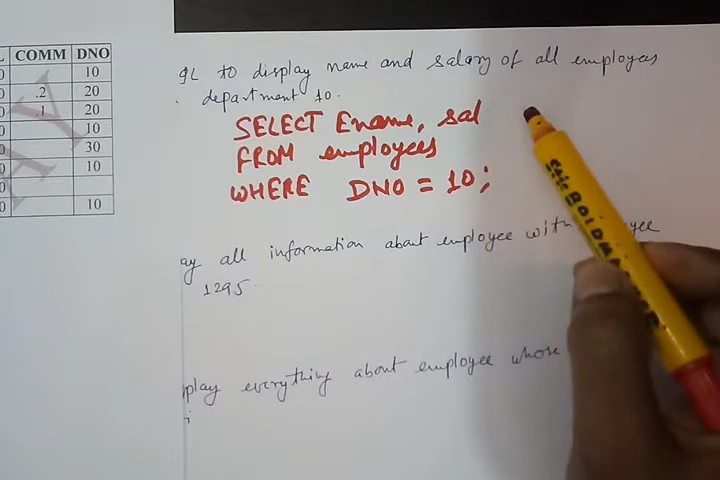 COMM DNO
10
.2 20
.1 20
10
30
10
10
QL to display name and salary of all employees
department 10.
SELECT Ename, sal
FROM employees
WHERE DNO = 10;
ay all information about employee with
1295
play everything about employee whose